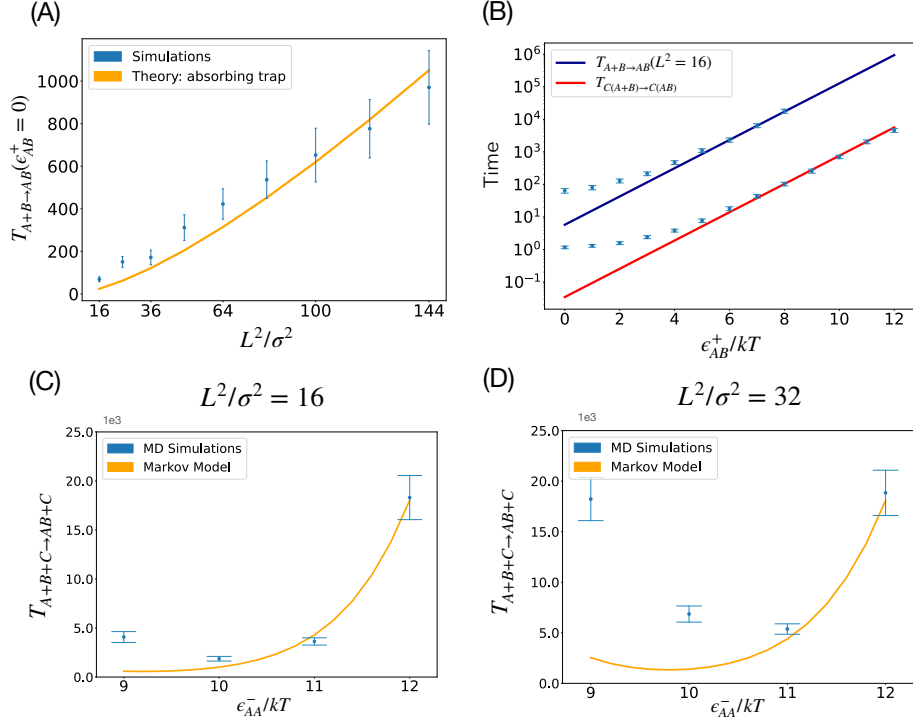 (A)
Simulations
Theory: absorbing trap
1000
800
600
400
200
0
T_{A+B→AB}(ϵ^+_{AB} = 0)
16 36 64 100 144
L²/σ²
(B)
T_{A+B→AB}(L² = 16)
T_{C(A+B)→C(AB)}
10⁶
10⁵
10⁴
10³
10²
10¹
10⁰
10⁻¹
Time
0 2 4 6 8 10 12
ϵ^+_{AB}/kT
(C)
L²/σ² = 16
1e3
MD Simulations
Markov Model
25.0
20.0
15.0
10.0
5.0
0.0
T_{A+B+C→AB+C}
9 10 11 12
ϵ^-_{AA}/kT
(D)
L²/σ² = 32
1e3
MD Simulations
Markov Model
25.0
20.0
15.0
10.0
5.0
0.0
T_{A+B+C→AB+C}
9 10 11 12
ϵ^-_{AA}/kT